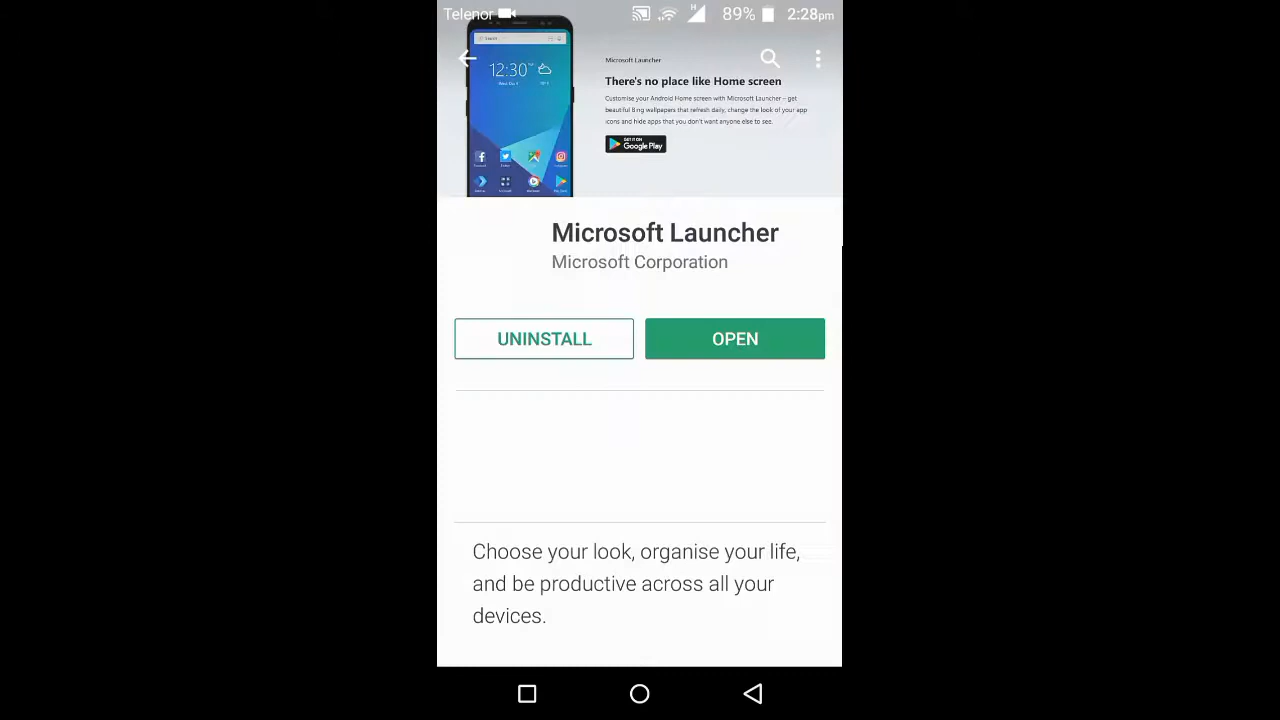 Telenor
89%
2:28pm
H
Search
12:30
Microsoft Launcher
There's no place like Home screen
Customise your Android Home screen with Microsoft Launcher – get
beautiful Bing wallpapers that refresh daily, change the look of your app
icons and hide apps that you don't want anyone else to see.
GET IT ON
Google Play
Microsoft Launcher
Microsoft Corporation
UNINSTALL
OPEN
Choose your look, organise your life,
and be productive across all your
devices.